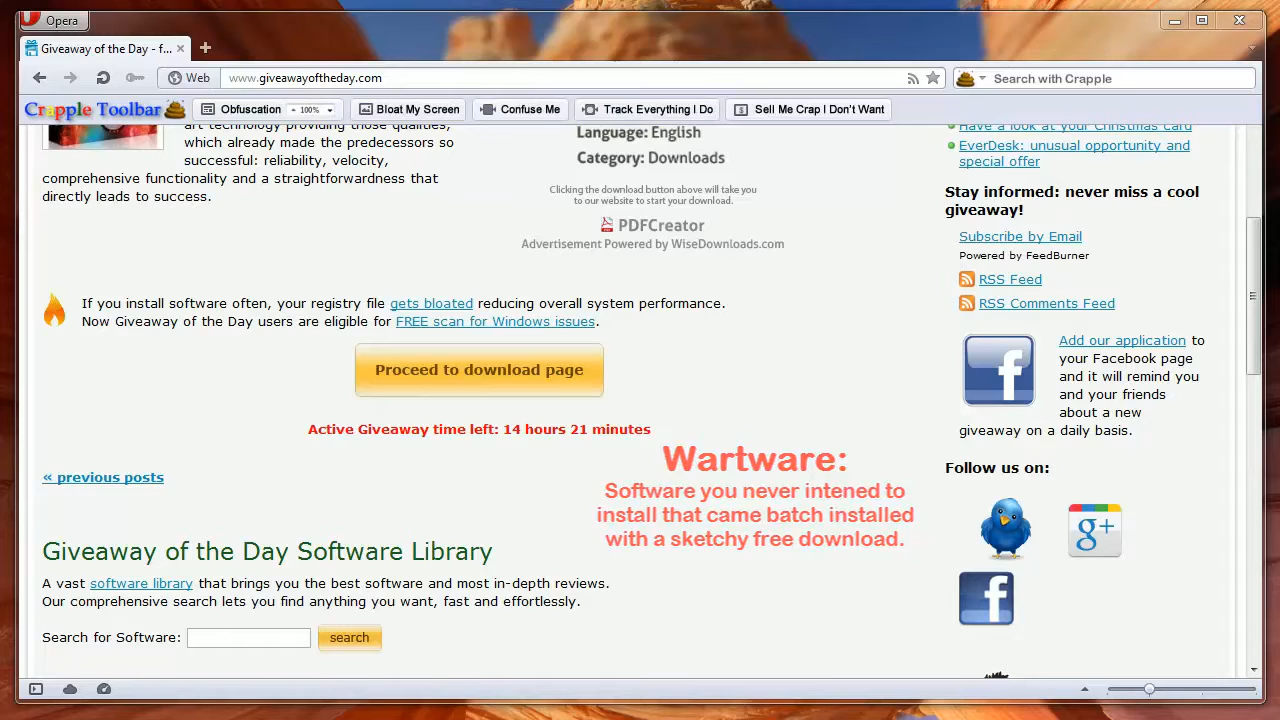 Opera
Giveaway of the Day - f...
Web
www.giveawayoftheday.com
Search with Crapple
Crapple Toolbar
Obfuscation
100%
Bloat My Screen
Confuse Me
Track Everything I Do
Sell Me Crap I Don't Want
art technology providing those qualities,
which already made the predecessors so
successful: reliability, velocity,
comprehensive functionality and a straightforwardness that
directly leads to success.
Language: English
Category: Downloads
Clicking the download button above will take you
to our website to start your download.
PDFCreator
Advertisement Powered by WiseDownloads.com
If you install software often, your registry file gets bloated reducing overall system performance.
Now Giveaway of the Day users are eligible for FREE scan for Windows issues.
Proceed to download page
Active Giveaway time left: 14 hours 21 minutes
« previous posts
Wartware:
Software you never intened to
install that came batch installed
with a sketchy free download.
Giveaway of the Day Software Library
A vast software library that brings you the best software and most in-depth reviews.
Our comprehensive search lets you find anything you want, fast and effortlessly.
Search for Software:
search
Have a look at your Christmas card
EverDesk: unusual opportunity and
special offer
Stay informed: never miss a cool
giveaway!
Subscribe by Email
Powered by FeedBurner
RSS Feed
RSS Comments Feed
f
Add our application to
your Facebook page
and it will remind you
and your friends
about a new
giveaway on a daily basis.
Follow us on:
g+
f